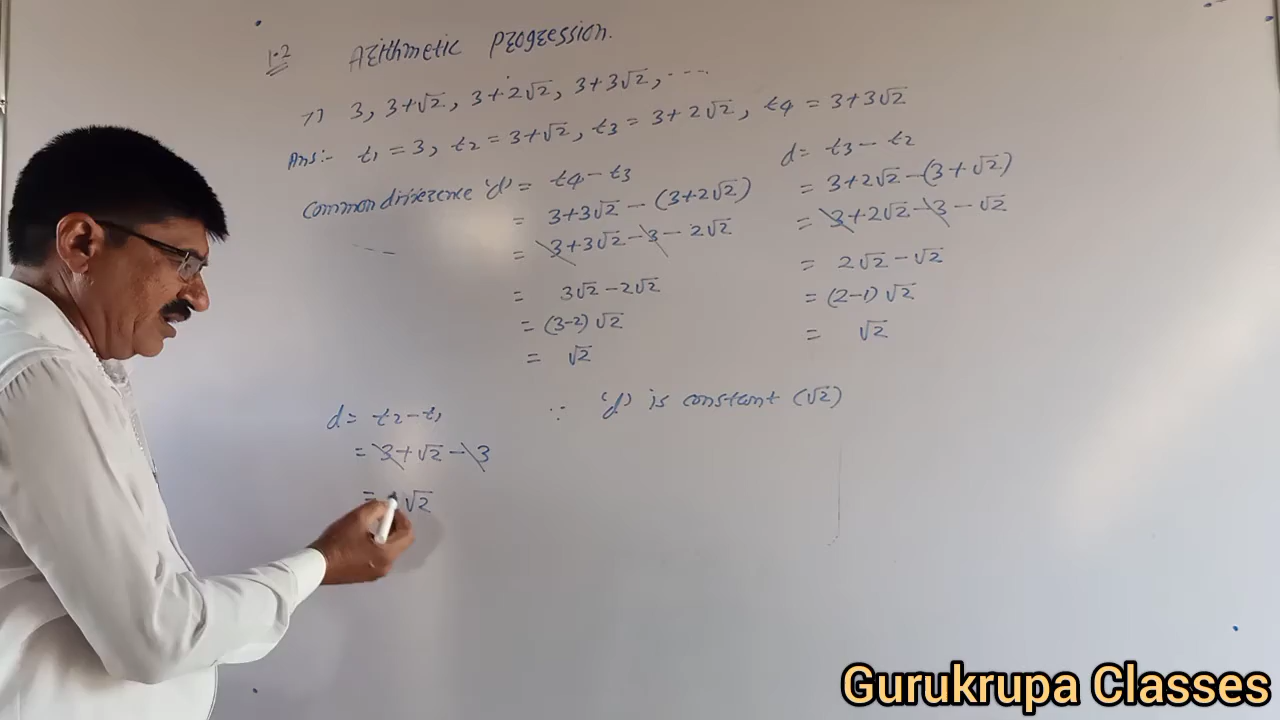 1.2 Arithmetic Progression.
7) 3, 3+√2, 3+2√2, 3+3√2, ....
Ans:- t1 = 3, t2 = 3+√2, t3 = 3+2√2, t4 = 3+3√2
Common difference 'd' = t4 - t3
= 3+3√2 - (3+2√2)
= 3+3√2 - 3 - 2√2
= 3√2 - 2√2
= (3-2) √2
= √2
d = t3 - t2
= 3+2√2 - (3+√2)
= 3+2√2 - 3 - √2
= 2√2 - √2
= (2-1) √2
= √2
d = t2 - t1
= 3+√2 - 3
= √2
∵ 'd' is constant (√2)
Gurukrupa Classes